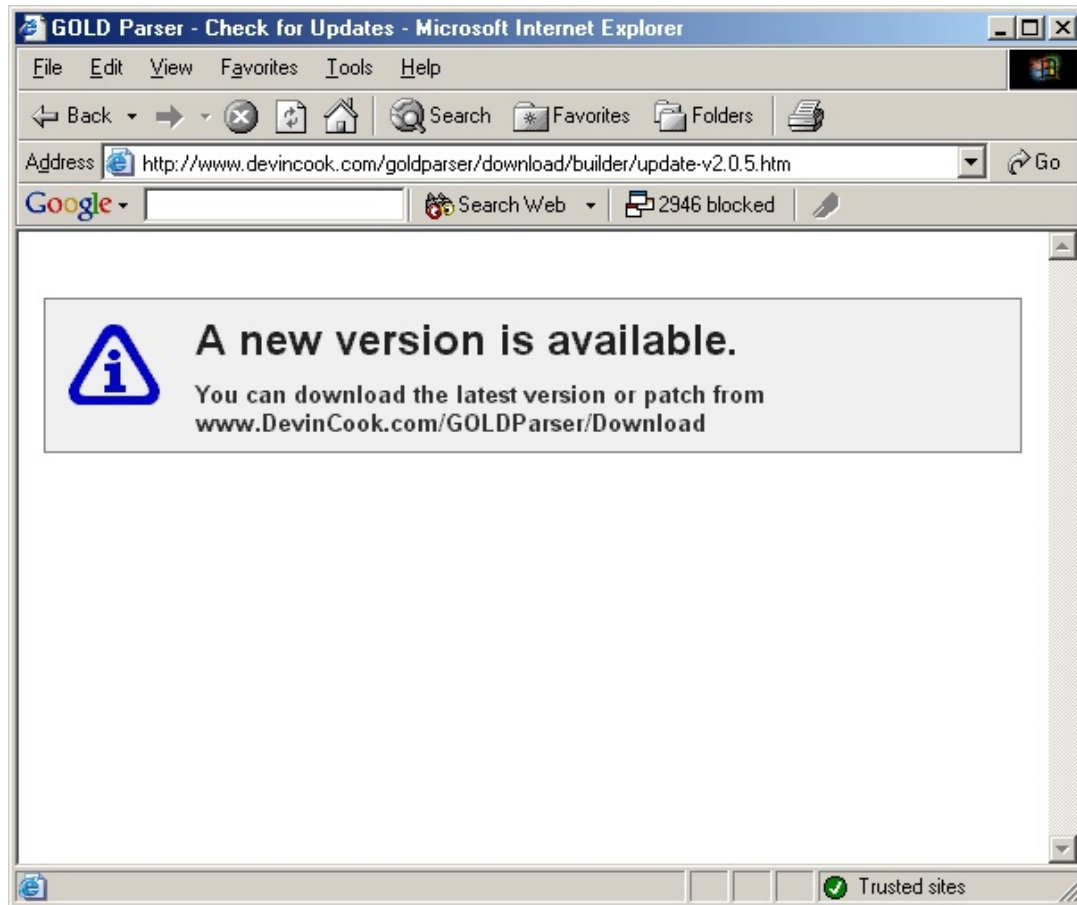 GOLD Parser - Check for Updates - Microsoft Internet Explorer
File Edit View Favorites Tools Help
Back Search Favorites Folders
Address http://www.devincook.com/goldparser/download/builder/update-v2.0.5.htm Go
Google Search Web 2946 blocked
A new version is available.
You can download the latest version or patch from
www.DevinCook.com/GOLDParser/Download
Trusted sites